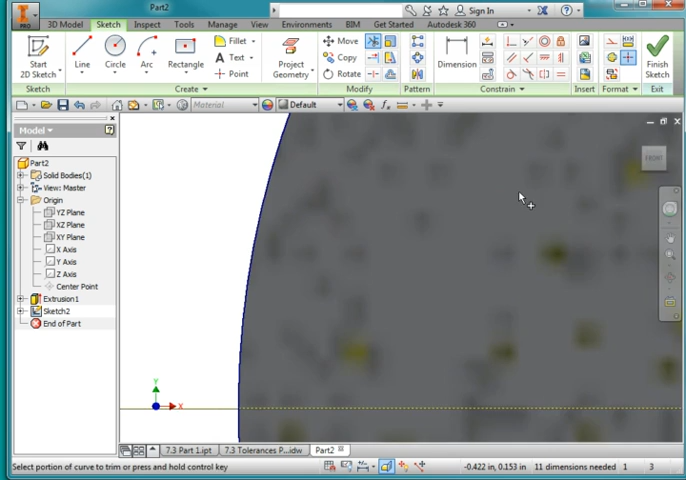 Part2
Sign In
PRO
3D Model Sketch Inspect Tools Manage View Environments BIM Get Started Autodesk 360
Start
2D Sketch
Line
Circle
Arc
Rectangle
Fillet
Text
Point
Project
Geometry
Move
Copy
Rotate
Dimension
Finish
Sketch
Sketch Create Modify Pattern Constrain Insert Format Exit
Material Default
Model
Part2
Solid Bodies(1)
View: Master
Origin
YZ Plane
XZ Plane
XY Plane
X Axis
Y Axis
Z Axis
Center Point
Extrusion1
Sketch2
End of Part
FRONT
Y
X
7.3 Part 1.ipt 7.3 Tolerances P...idw Part2
Select portion of curve to trim or press and hold control key -0.422 in, 0.153 in 11 dimensions needed 1 3